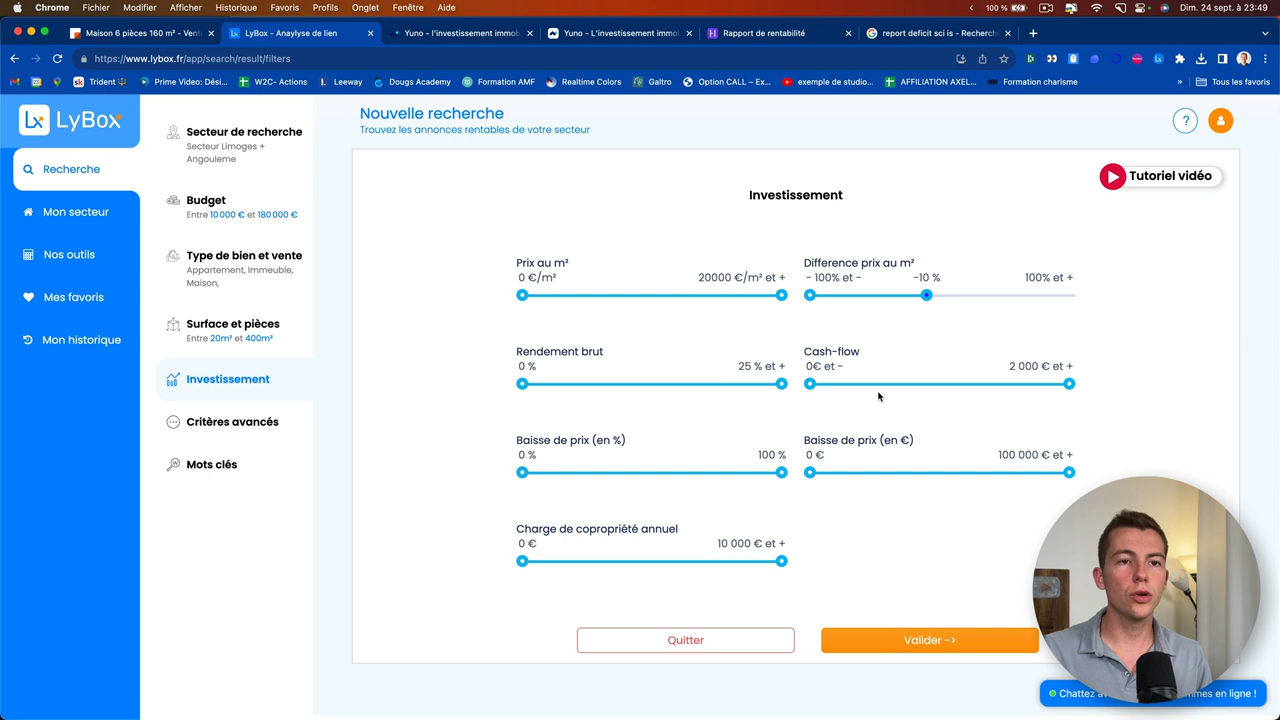 Chrome Fichier Modifier Afficher Historique Favoris Profils Onglet Fenêtre Aide
100 % Dim. 24 sept. à 23:49
Maison 6 pièces 160 m² - Vent
LyBox - Anaylyse de lien
Yuno - l'investissement immob
Yuno - L'investissement immo
Rapport de rentabilité
report deficit sci is - Recherch
https://www.lybox.fr/app/search/result/filters
Trident
Prime Video: Dési...
W2C- Actions
Leeway
Dougs Academy
Formation AMF
Realtime Colors
Galtro
Option CALL – Ex...
exemple de studio...
AFFILIATION AXEL...
Formation charisme
»
Tous les favoris
Lx LyBox
Recherche
Mon secteur
Nos outils
Mes favoris
Mon historique
Secteur de recherche
Secteur Limoges +
Angouleme
Budget
Entre 10 000 € et 180 000 €
Type de bien et vente
Appartement, Immeuble,
Maison,
Surface et pièces
Entre 20m² et 400m²
Investissement
Critères avancés
Mots clés
Nouvelle recherche
Trouvez les annonces rentables de votre secteur
?
Tutoriel vidéo
Investissement
Prix au m²
0 €/m² 20000 €/m² et +
Difference prix au m²
- 100% et - -10 % 100% et +
Rendement brut
0 % 25 % et +
Cash-flow
0€ et - 2 000 € et +
Baisse de prix (en %)
0 % 100 %
Baisse de prix (en €)
0 € 100 000 € et +
Charge de copropriété annuel
0 € 10 000 € et +
Quitter
Valider ->
Chattez mmes en ligne !